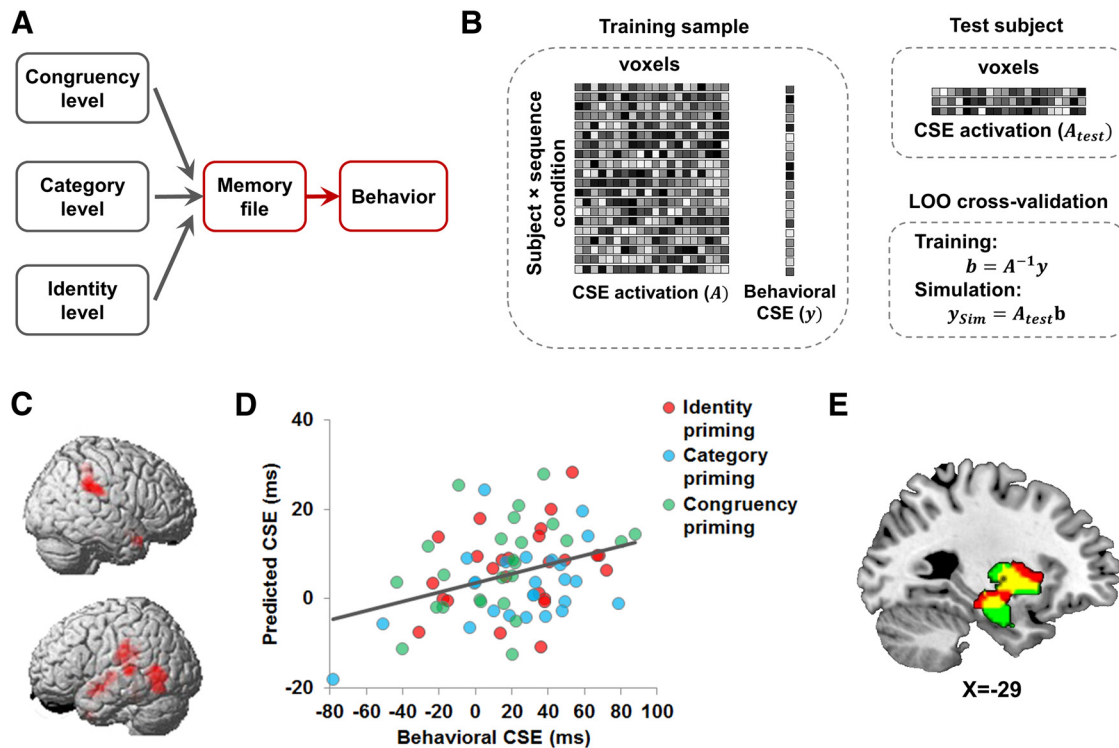 A
Congruency
level
Category
level
Identity
level
Memory
file
Behavior
B
Training sample
voxels
Subject × sequence
condition
CSE activation (A)
Behavioral
CSE (y)
Test subject
voxels
CSE activation (A_test)
LOO cross-validation
Training:
b = A⁻¹y
Simulation:
y_Sim = A_test b
C
D
Predicted CSE (ms)
40
20
0
-20
-80 -60 -40 -20 0 20 40 60 80 100
Behavioral CSE (ms)
Identity
priming
Category
priming
Congruency
priming
E
X=-29